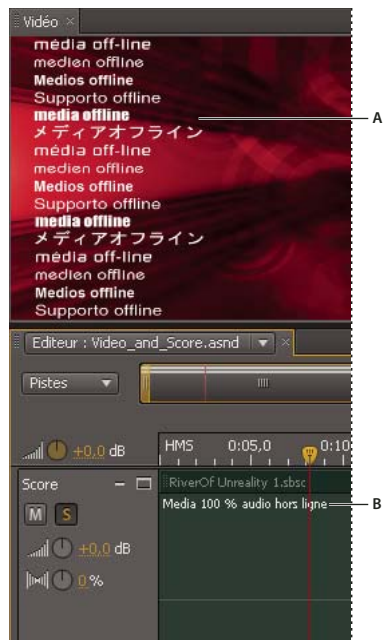 Vidéo
média off-line
medien offline
Medios offline
Supporto offline
media offline
メディアオフライン
média off-line
medien offline
Medios offline
Supporto offline
media offline
メディアオフライン
média off-line
medien offline
Medios offline
Supporto offline
A
Editeur : Video_and_Score.asnd
Pistes
+0,0 dB
HMS 0:05,0 0:10
Score
RiverOf Unreality 1.sbsc
Media 100 % audio hors ligne
B
M S
+0,0 dB
0 %